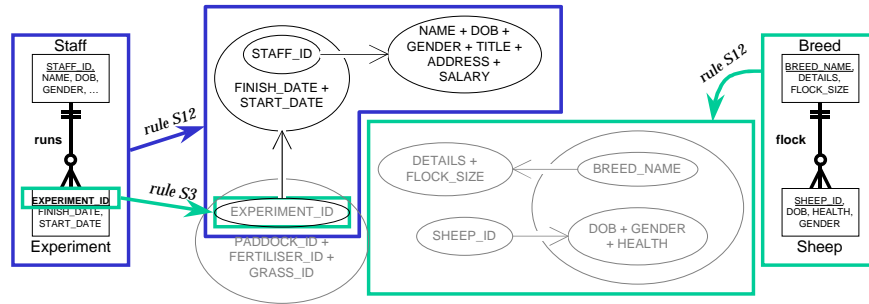 Staff
STAFF_ID,
NAME, DOB,
GENDER, ...
runs
EXPERIMENT_ID
FINISH_DATE,
START_DATE
Experiment
rule S12
rule S3
STAFF_ID
FINISH_DATE +
START_DATE
NAME + DOB +
GENDER + TITLE +
ADDRESS +
SALARY
EXPERIMENT_ID
PADDOCK_ID +
FERTILISER_ID +
GRASS_ID
DETAILS +
FLOCK_SIZE
BREED_NAME
SHEEP_ID
DOB + GENDER
+ HEALTH
rule S12
Breed
BREED_NAME,
DETAILS,
FLOCK_SIZE
flock
SHEEP_ID,
DOB, HEALTH,
GENDER
Sheep